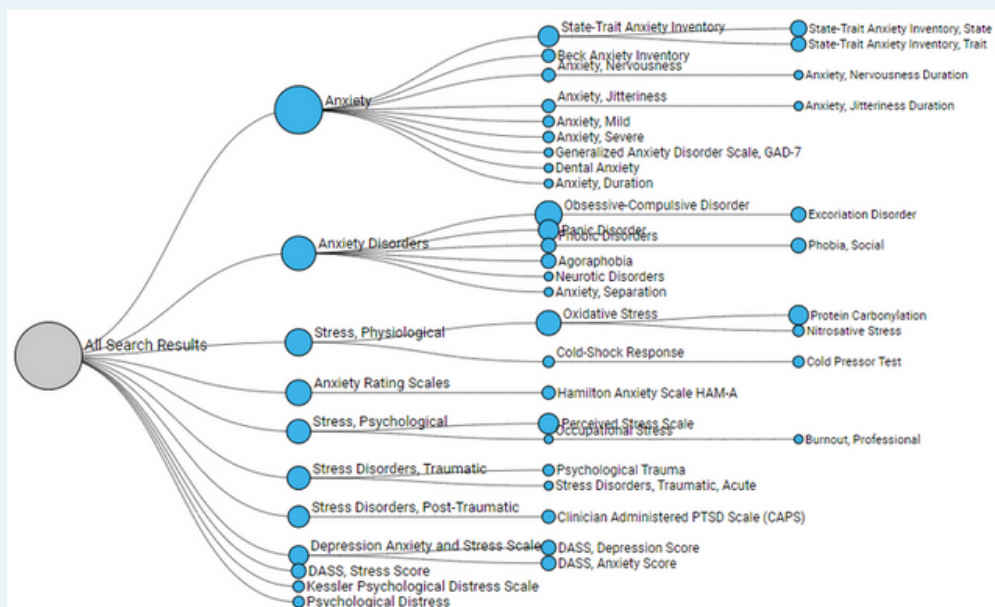 All Search Results
Anxiety
State-Trait Anxiety Inventory
State-Trait Anxiety Inventory, State
State-Trait Anxiety Inventory, Trait
Beck Anxiety Inventory
Anxiety, Nervousness
Anxiety, Nervousness Duration
Anxiety, Jitteriness
Anxiety, Jitteriness Duration
Anxiety, Mild
Anxiety, Severe
Generalized Anxiety Disorder Scale, GAD-7
Dental Anxiety
Anxiety, Duration
Anxiety Disorders
Obsessive-Compulsive Disorder
Excoriation Disorder
Panic Disorder
Phobic Disorders
Phobia, Social
Agoraphobia
Neurotic Disorders
Anxiety, Separation
Stress, Physiological
Oxidative Stress
Protein Carbonylation
Nitrosative Stress
Cold-Shock Response
Cold Pressor Test
Anxiety Rating Scales
Hamilton Anxiety Scale HAM-A
Stress, Psychological
Perceived Stress Scale
Occupational Stress
Burnout, Professional
Stress Disorders, Traumatic
Psychological Trauma
Stress Disorders, Traumatic, Acute
Stress Disorders, Post-Traumatic
Clinician Administered PTSD Scale (CAPS)
Depression Anxiety and Stress Scale
DASS, Depression Score
DASS, Anxiety Score
DASS, Stress Score
Kessler Psychological Distress Scale
Psychological Distress